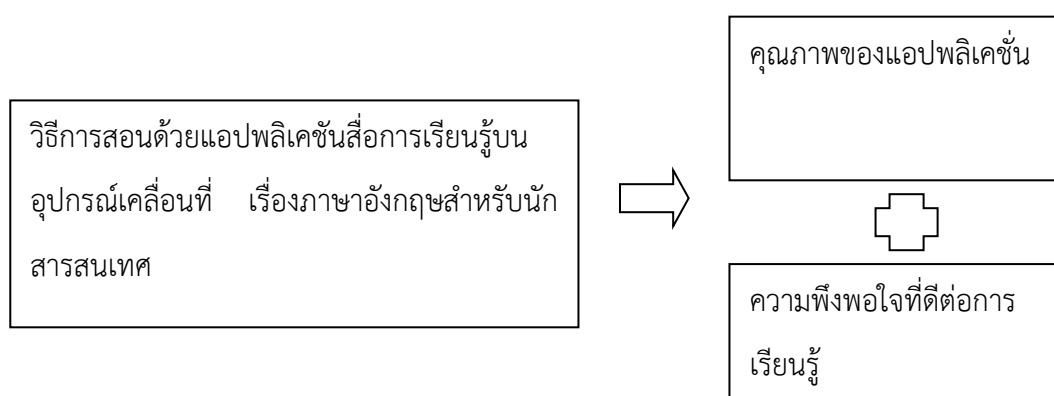 วิธีการสอนด้วยแอปพลิเคชันสื่อการเรียนรู้บน
อุปกรณ์เคลื่อนที่ เรื่องภาษาอังกฤษสำหรับนัก
สารสนเทศ
คุณภาพของแอปพลิเคชั่น
ความพึงพอใจที่ดีต่อการ
เรียนรู้